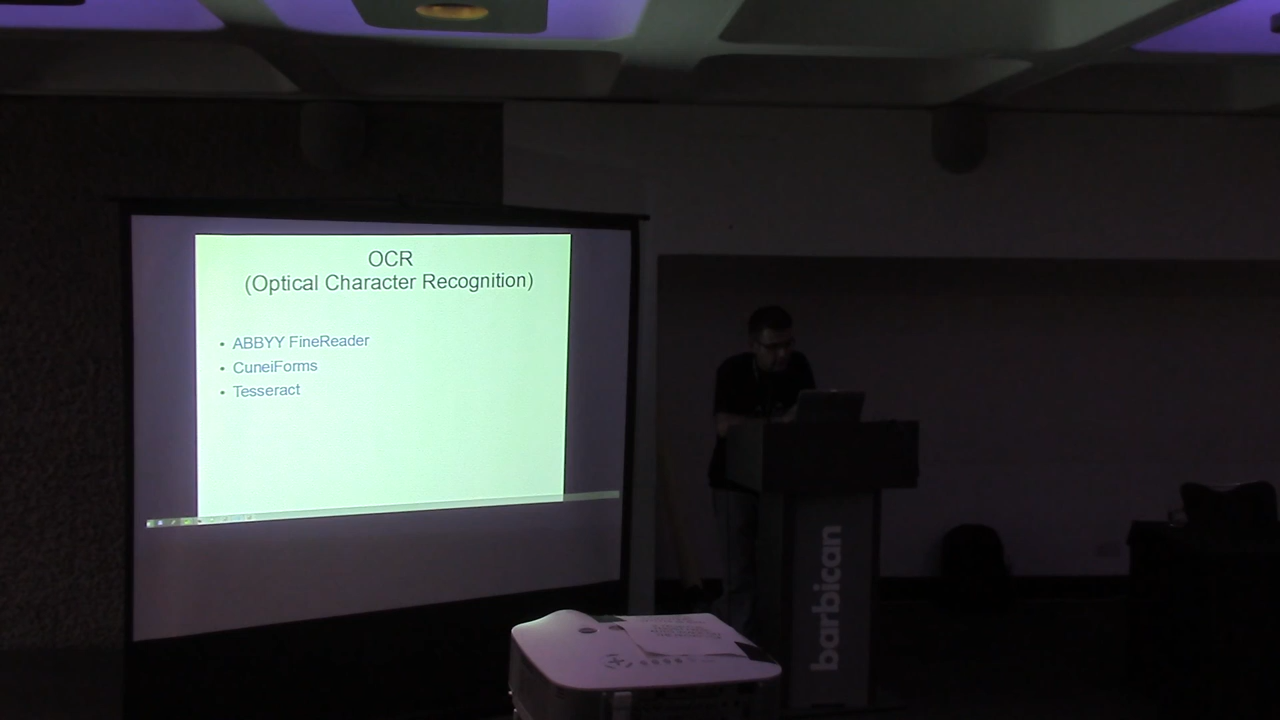 OCR
(Optical Character Recognition)
• ABBYY FineReader
• CuneiForms
• Tesseract
barbican